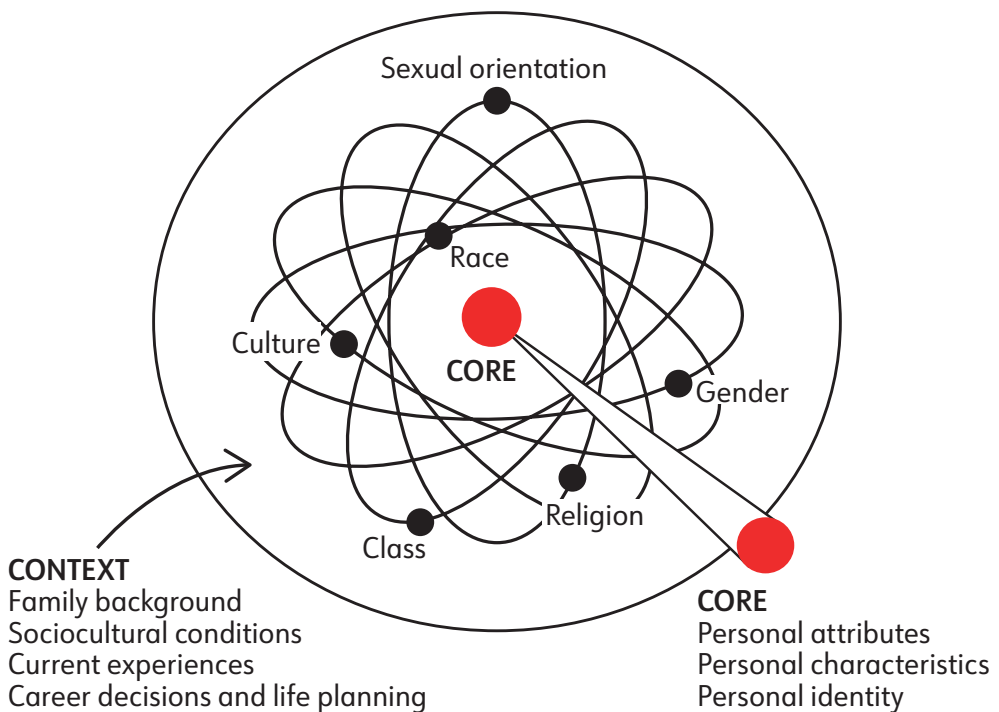 Sexual orientation
Race
Culture
CORE
Gender
Religion
Class
CONTEXT
Family background
Sociocultural conditions
Current experiences
Career decisions and life planning
CORE
Personal attributes
Personal characteristics
Personal identity